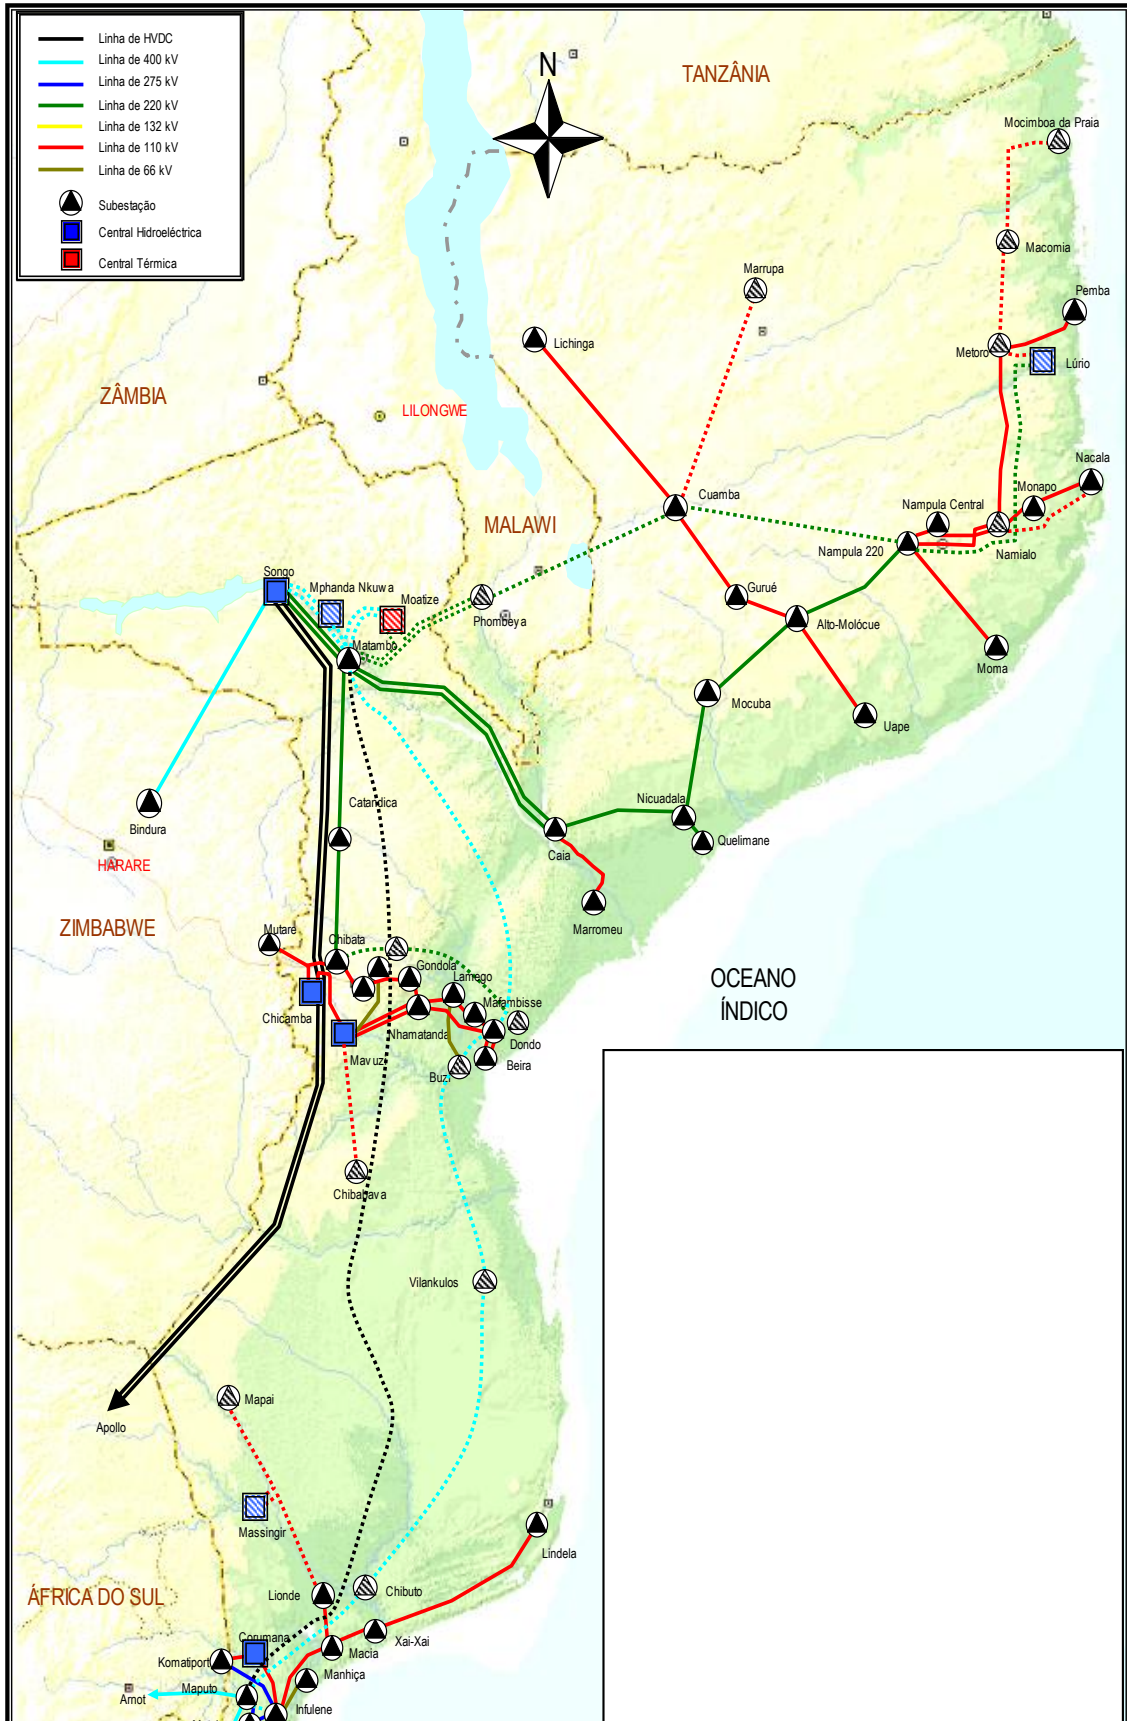 Linha de HVDC
Linha de 400 kV
Linha de 275 kV
Linha de 220 kV
Linha de 132 kV
Linha de 110 kV
Linha de 66 kV
Subestação
Central Hidroeléctrica
Central Térmica
N
TANZÂNIA
Mocimboa da Praia
Macomia
Marrupa
Pemba
Lichinga
Metoro
Lúrio
ZÂMBIA
LILONGWE
Nacala
Cuamba
Monapo
Nampula Central
MALAWI
Nampula 220
Namialo
Songo
Mphanda Nkuwa
Moatize
Gurué
Phombeya
Alto-Molócue
Matambo
Moma
Mocuba
Uape
Nicuadala
Catandica
Bindura
Quelimane
Caia
HARARE
Marromeu
ZIMBABWE
Mutare
Chibata
Gondola
Lamego
OCEANO
ÍNDICO
Mafambisse
Chicamba
Nhamatanda
Dondo
Mavuzi
Beira
Buzi
Chibabava
Vilankulos
Mapai
Apollo
Massingir
Lindela
ÁFRICA DO SUL
Lionde
Chibuto
Xai-Xai
Corumana
Macia
Komatiport
Manhiça
Maputo
Arnot
Infulene